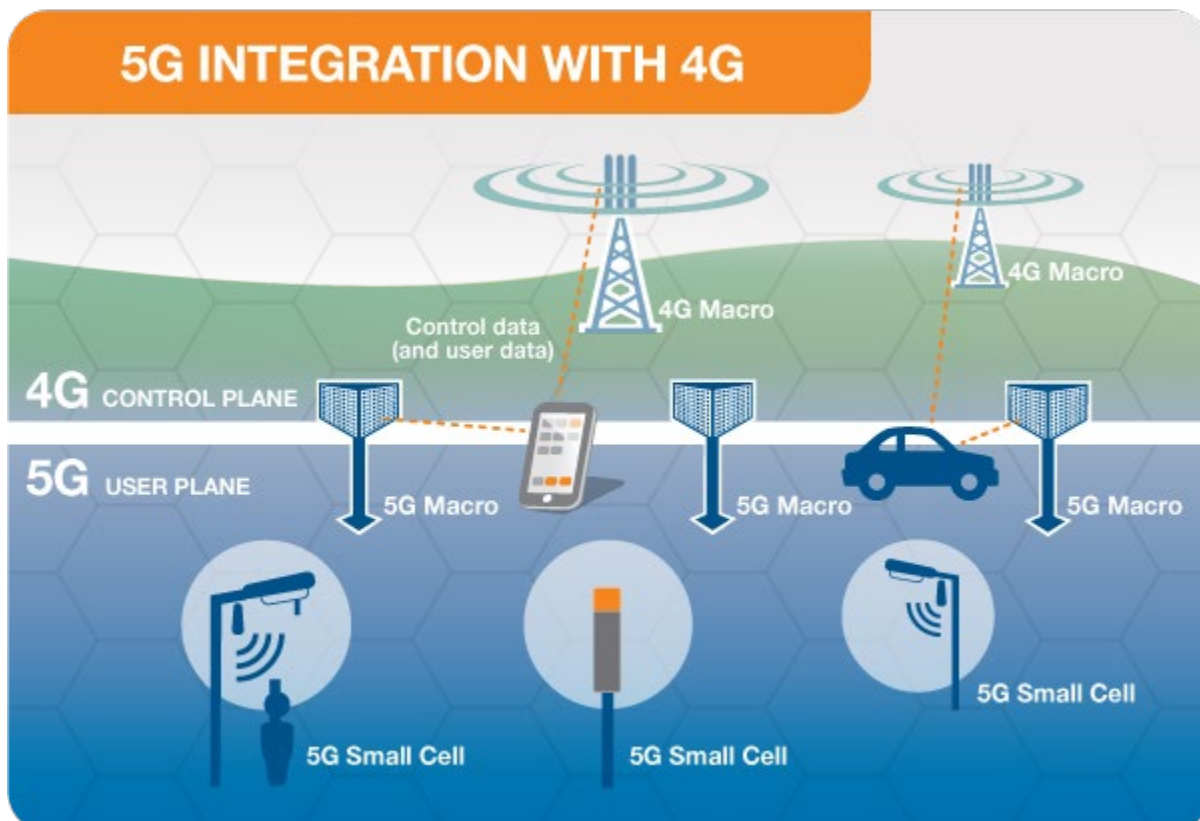 5G INTEGRATION WITH 4G
4G Macro
4G Macro
Control data
(and user data)
4G CONTROL PLANE
5G USER PLANE
5G Macro
5G Macro
5G Macro
5G Small Cell
5G Small Cell
5G Small Cell